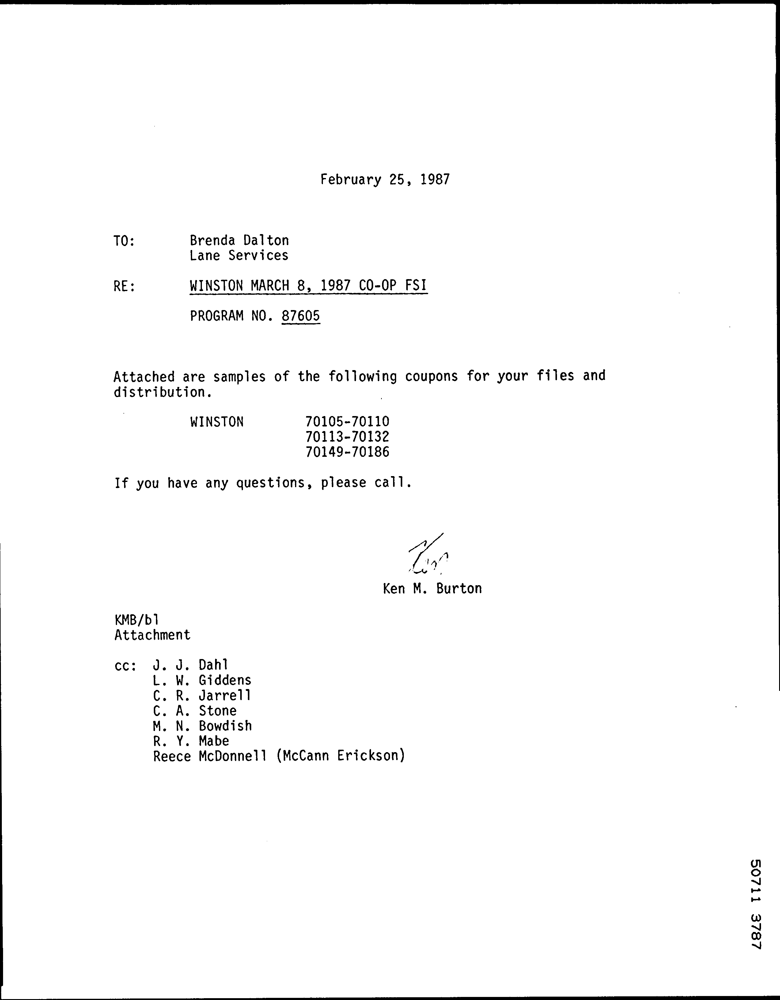 February 25, 1987
TO: Brenda Dalton
Lane Services
RE: WINSTON MARCH 8, 1987 CO-OP FSI
PROGRAM NO. 87605
Attached are samples of the following coupons for your files and
distribution.
WINSTON 70105-70110
70113-70132
70149-70186
If you have any questions, please call.
Ken
Ken M. Burton
KMB/bl
Attachment
cc: J. J. Dahl
L. W. Giddens
C. R. Jarrell
C. A. Stone
M. N. Bowdish
R. Y. Mabe
Reece McDonnell (McCann Erickson)
50711 3787